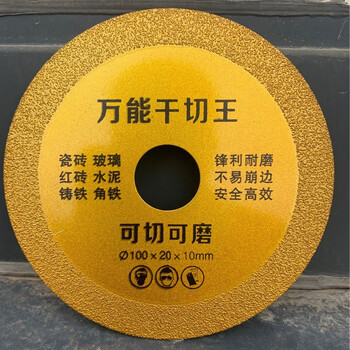 万能干切王
瓷砖 玻璃
红砖 水泥
铸铁 角铁
锋利耐磨
不易崩边
安全高效
可切可磨
Ø100×20×10mm